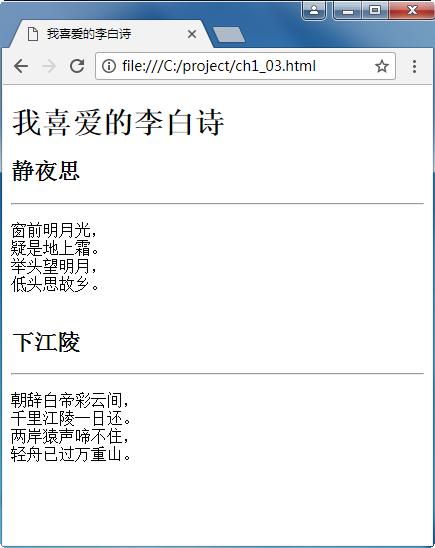 我喜爱的李白诗
file:///C:/project/ch1_03.html
我喜爱的李白诗
静夜思
窗前明月光，
疑是地上霜。
举头望明月，
低头思故乡。
下江陵
朝辞白帝彩云间，
千里江陵一日还。
两岸猿声啼不住，
轻舟已过万重山。